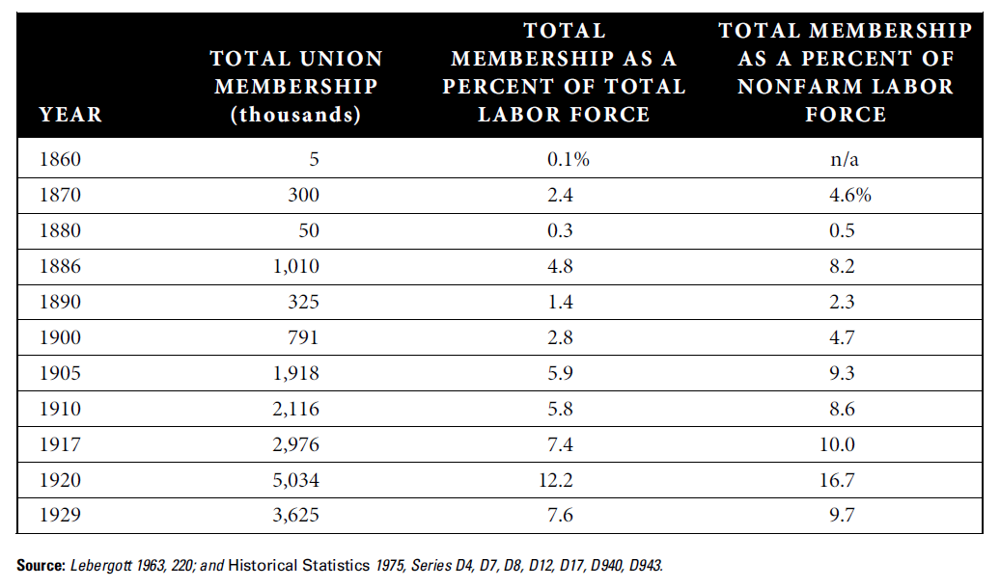 YEAR TOTAL UNION MEMBERSHIP (thousands) TOTAL MEMBERSHIP AS A PERCENT OF TOTAL LABOR FORCE TOTAL MEMBERSHIP AS A PERCENT OF NONFARM LABOR FORCE
1860 5 0.1% n/a
1870 300 2.4 4.6%
1880 50 0.3 0.5
1886 1,010 4.8 8.2
1890 325 1.4 2.3
1900 791 2.8 4.7
1905 1,918 5.9 9.3
1910 2,116 5.8 8.6
1917 2,976 7.4 10.0
1920 5,034 12.2 16.7
1929 3,625 7.6 9.7
Source: Lebergott 1963, 220; and Historical Statistics 1975, Series D4, D7, D8, D12, D17, D940, D943.